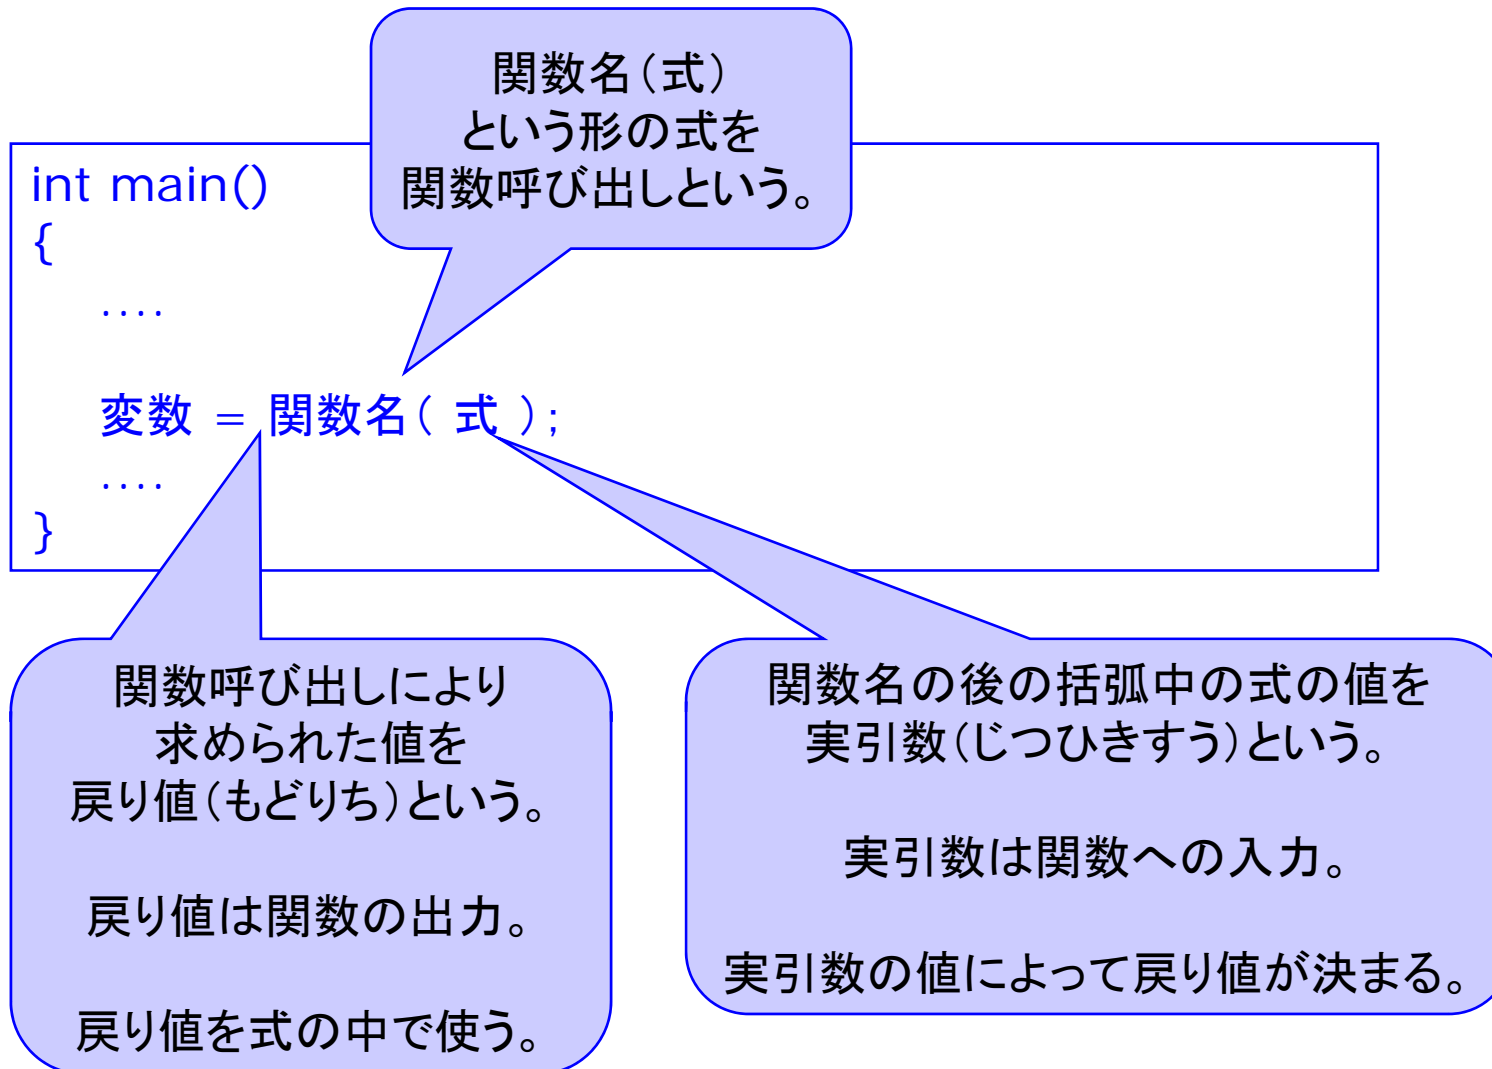 関数名（式）
という形の式を
関数呼び出しという。
int main()
{
....
変数 = 関数名( 式 );
....
}
関数呼び出しにより
求められた値を
戻り値（もどりち）という。
戻り値は関数の出力。
戻り値を式の中で使う。
関数名の後の括弧中の式の値を
実引数（じつひきすう）という。
実引数は関数への入力。
実引数の値によって戻り値が決まる。